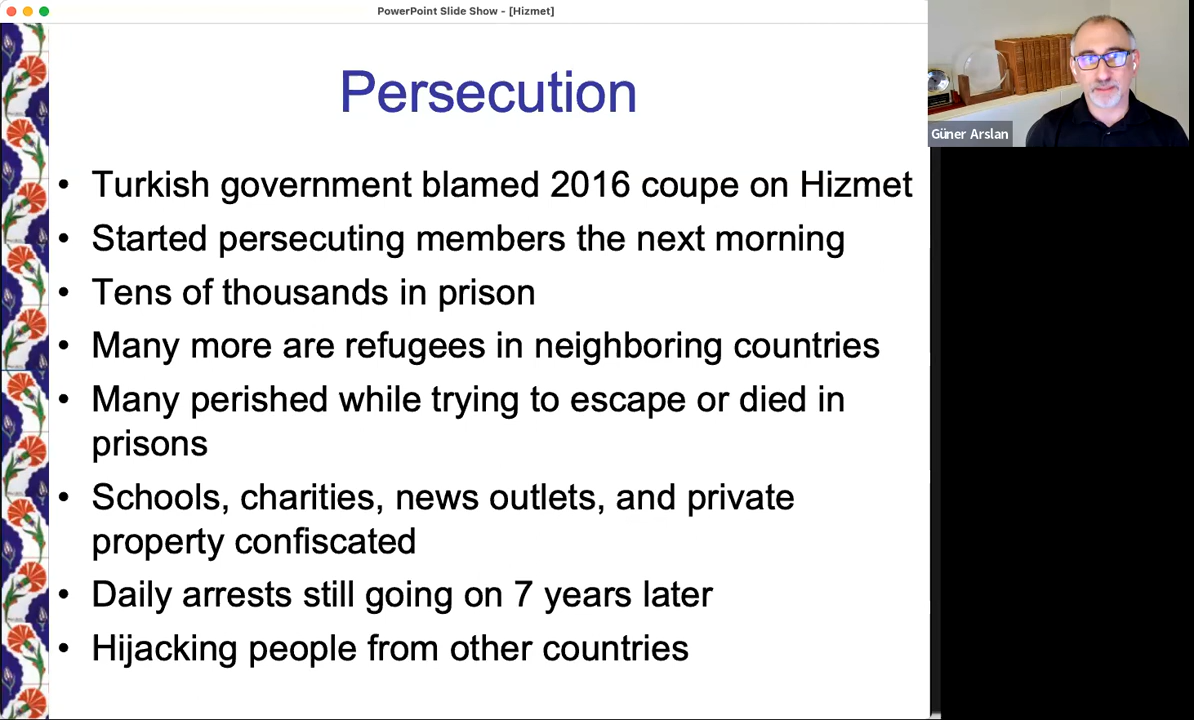 PowerPoint Slide Show - [Hizmet]
Persecution
• Turkish government blamed 2016 coupe on Hizmet
• Started persecuting members the next morning
• Tens of thousands in prison
• Many more are refugees in neighboring countries
• Many perished while trying to escape or died in
prisons
• Schools, charities, news outlets, and private
property confiscated
• Daily arrests still going on 7 years later
• Hijacking people from other countries
Güner Arslan